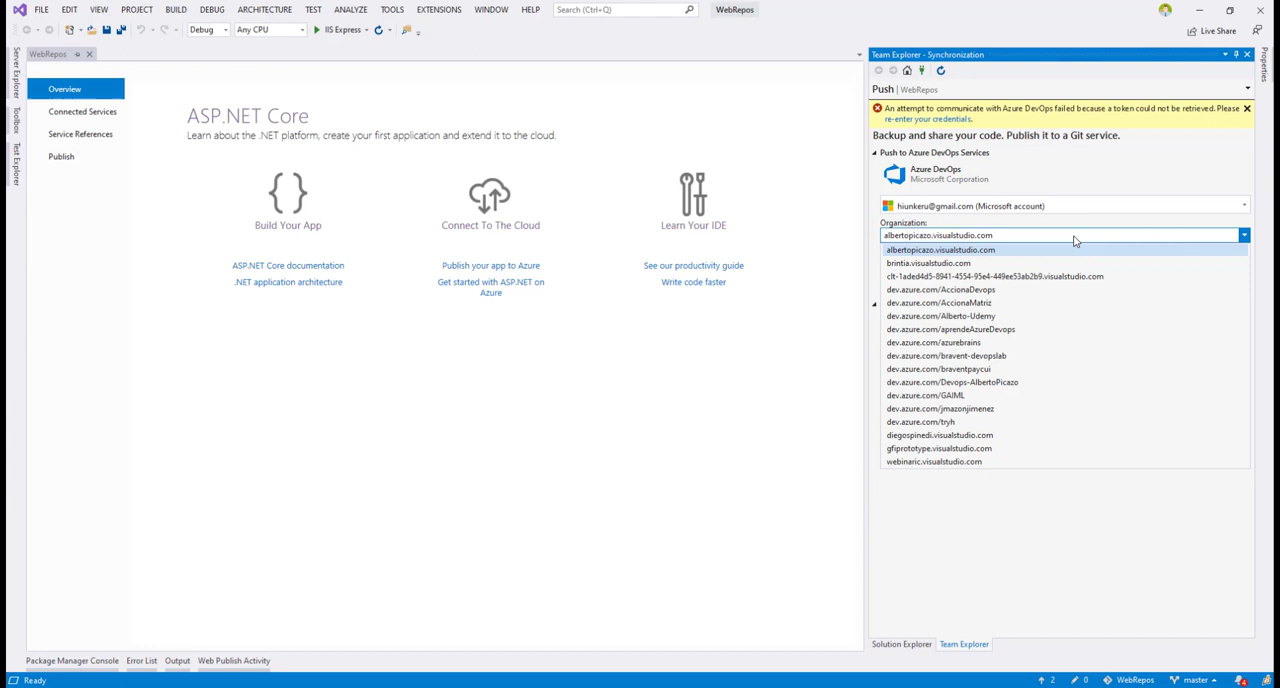 FILE EDIT VIEW PROJECT BUILD DEBUG ARCHITECTURE TEST ANALYZE TOOLS EXTENSIONS WINDOW HELP Search (Ctrl+Q) WebRepos
Debug Any CPU IIS Express Live Share
WebRepos
Server Explorer
Toolbox
Test Explorer
Overview
Connected Services
Service References
Publish
ASP.NET Core
Learn about the .NET platform, create your first application and extend it to the cloud.
Build Your App
ASP.NET Core documentation
.NET application architecture
Connect To The Cloud
Publish your app to Azure
Get started with ASP.NET on
Azure
Learn Your IDE
See our productivity guide
Write code faster
Team Explorer - Synchronization
Push | WebRepos
An attempt to communicate with Azure DevOps failed because a token could not be retrieved. Please
re-enter your credentials.
Backup and share your code. Publish it to a Git service.
Push to Azure DevOps Services
Azure DevOps
Microsoft Corporation
hiunkeru@gmail.com (Microsoft account)
Organization:
albertopicazo.visualstudio.com
albertopicazo.visualstudio.com
brintia.visualstudio.com
clt-1aded4d5-8941-4554-95e4-449ee53ab2b9.visualstudio.com
dev.azure.com/AccionaDevops
dev.azure.com/AccionaMatriz
dev.azure.com/Alberto-Udemy
dev.azure.com/aprendeAzureDevops
dev.azure.com/azurebrains
dev.azure.com/bravent-devopslab
dev.azure.com/braventpaycui
dev.azure.com/Devops-AlbertoPicazo
dev.azure.com/GAIML
dev.azure.com/jmazonjimenez
dev.azure.com/tryh
diegospinedi.visualstudio.com
gfiprototype.visualstudio.com
webinaric.visualstudio.com
Properties
Solution Explorer Team Explorer
Package Manager Console Error List Output Web Publish Activity
Ready 2 0 WebRepos master 4